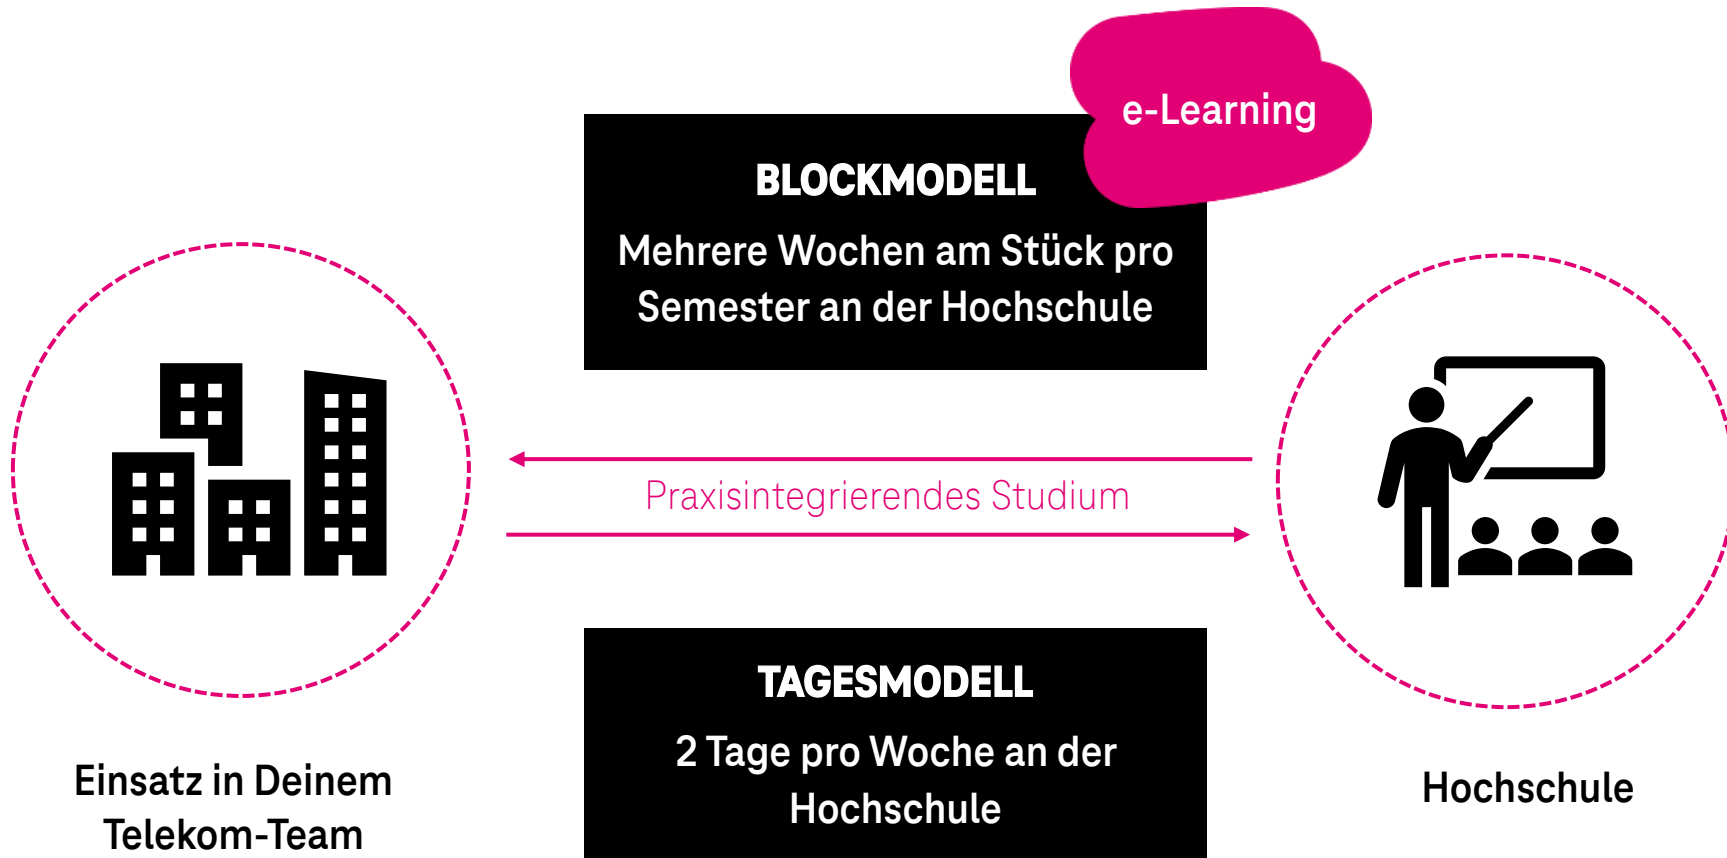 e-Learning
BLOCKMODELL
Mehrere Wochen am Stück pro
Semester an der Hochschule
Praxisintegrierendes Studium
TAGESMODELL
2 Tage pro Woche an der
Hochschule
Einsatz in Deinem
Telekom-Team
Hochschule